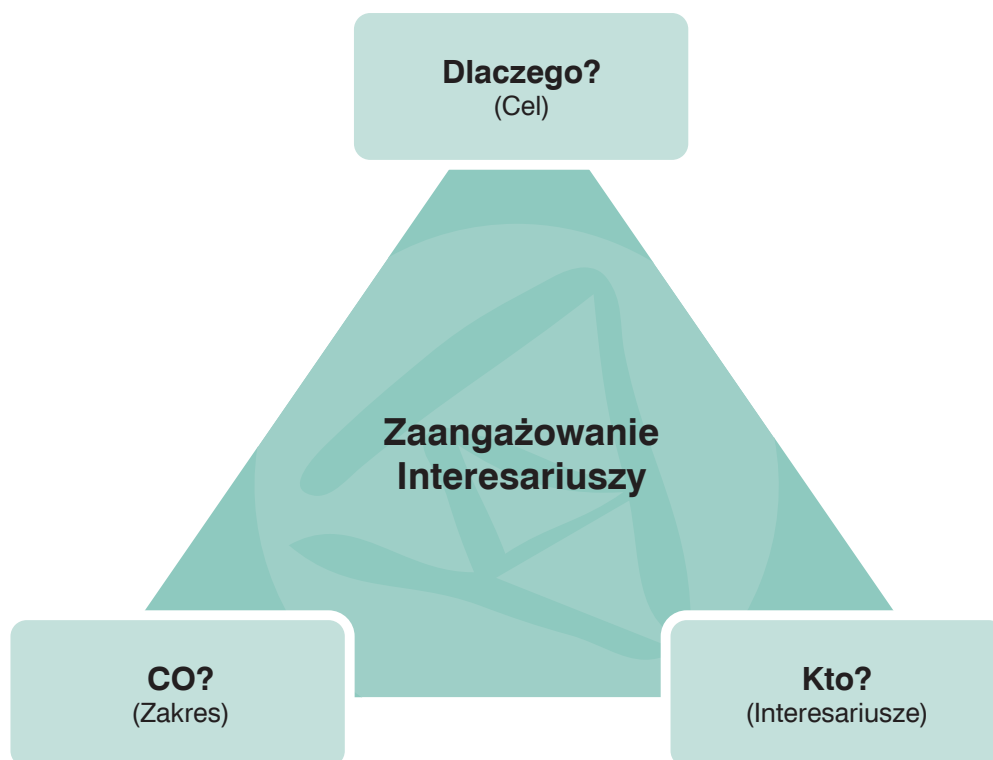 Dlaczego?
(Cel)
Zaangażowanie
Interesariuszy
CO?
(Zakres)
Kto?
(Interesariusze)